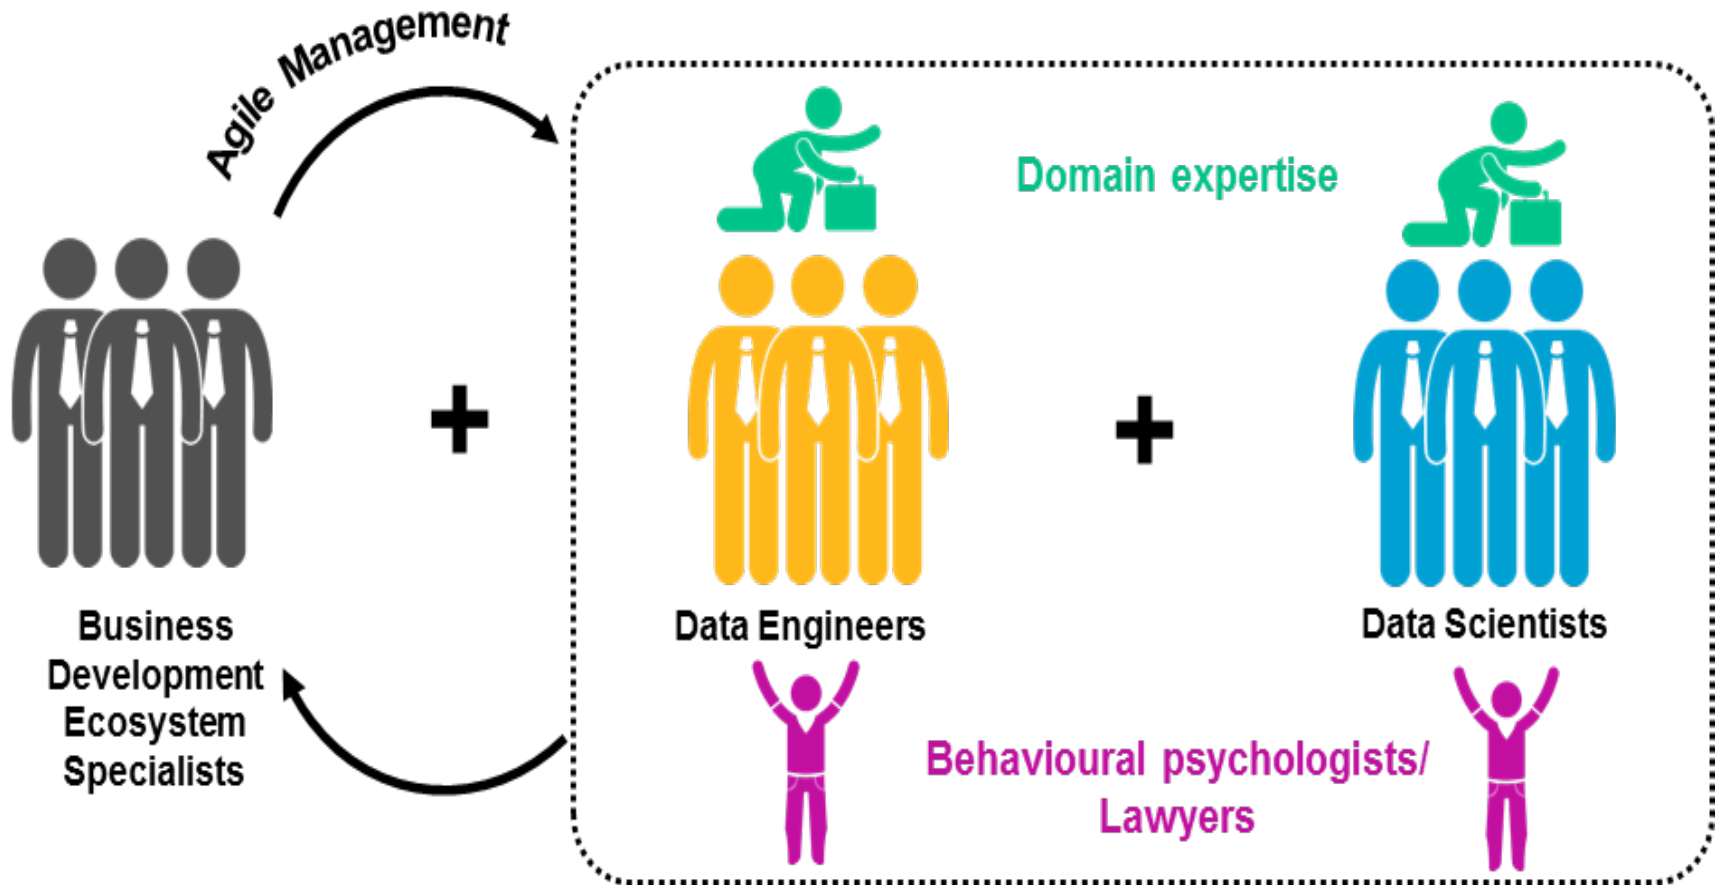 Agile Management
Domain expertise
Business
Development
Ecosystem
Specialists
Data Engineers
Data Scientists
Behavioural psychologists/
Lawyers